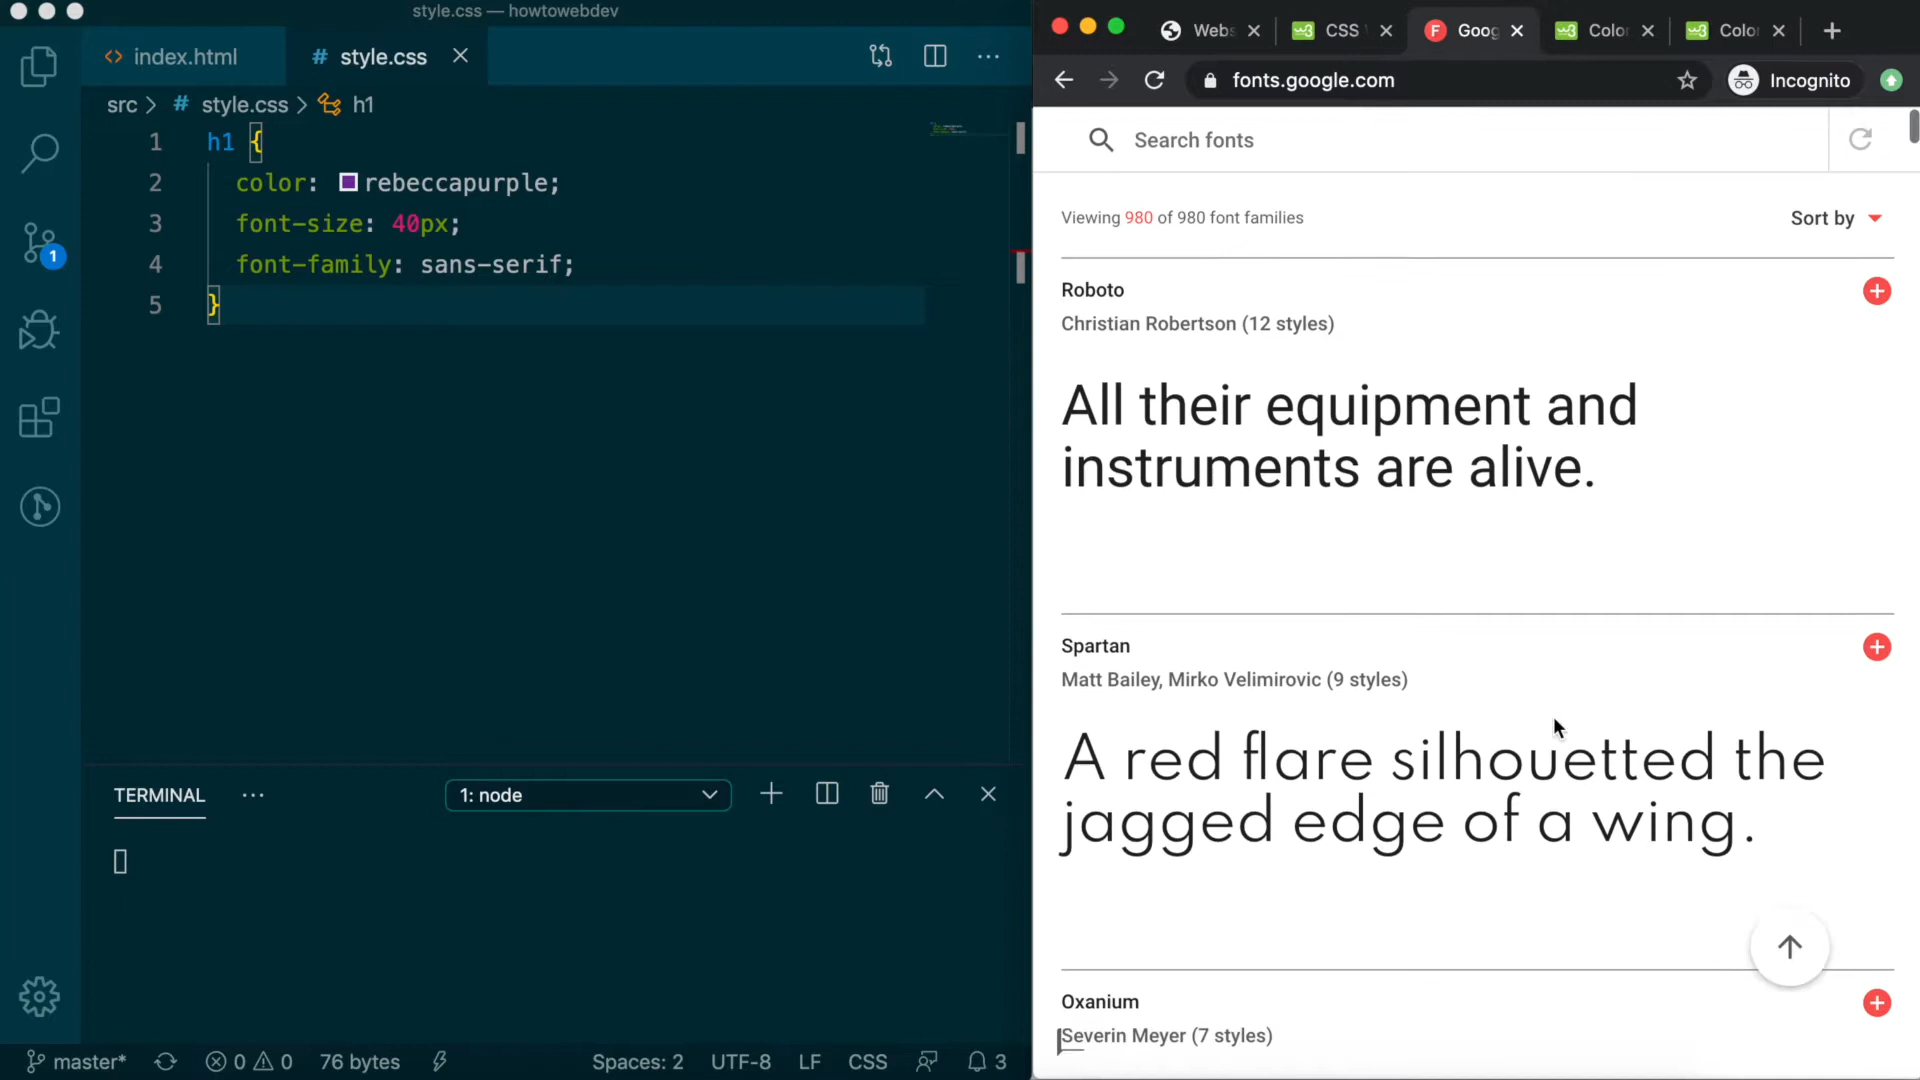 style.css — howtowebdev
index.html
# style.css
src > # style.css > h1
1 h1 {
2 color: rebeccapurple;
3 font-size: 40px;
4 font-family: sans-serif;
5 }
TERMINAL ...
1: node
master* 0 0 76 bytes Spaces: 2 UTF-8 LF CSS 3
1
Webs
CSS
Goog
Color
Color
fonts.google.com
Incognito
Search fonts
Viewing 980 of 980 font families
Sort by
Roboto
Christian Robertson (12 styles)
All their equipment and
instruments are alive.
Spartan
Matt Bailey, Mirko Velimirovic (9 styles)
A red flare silhouetted the
jagged edge of a wing.
Oxanium
Severin Meyer (7 styles)